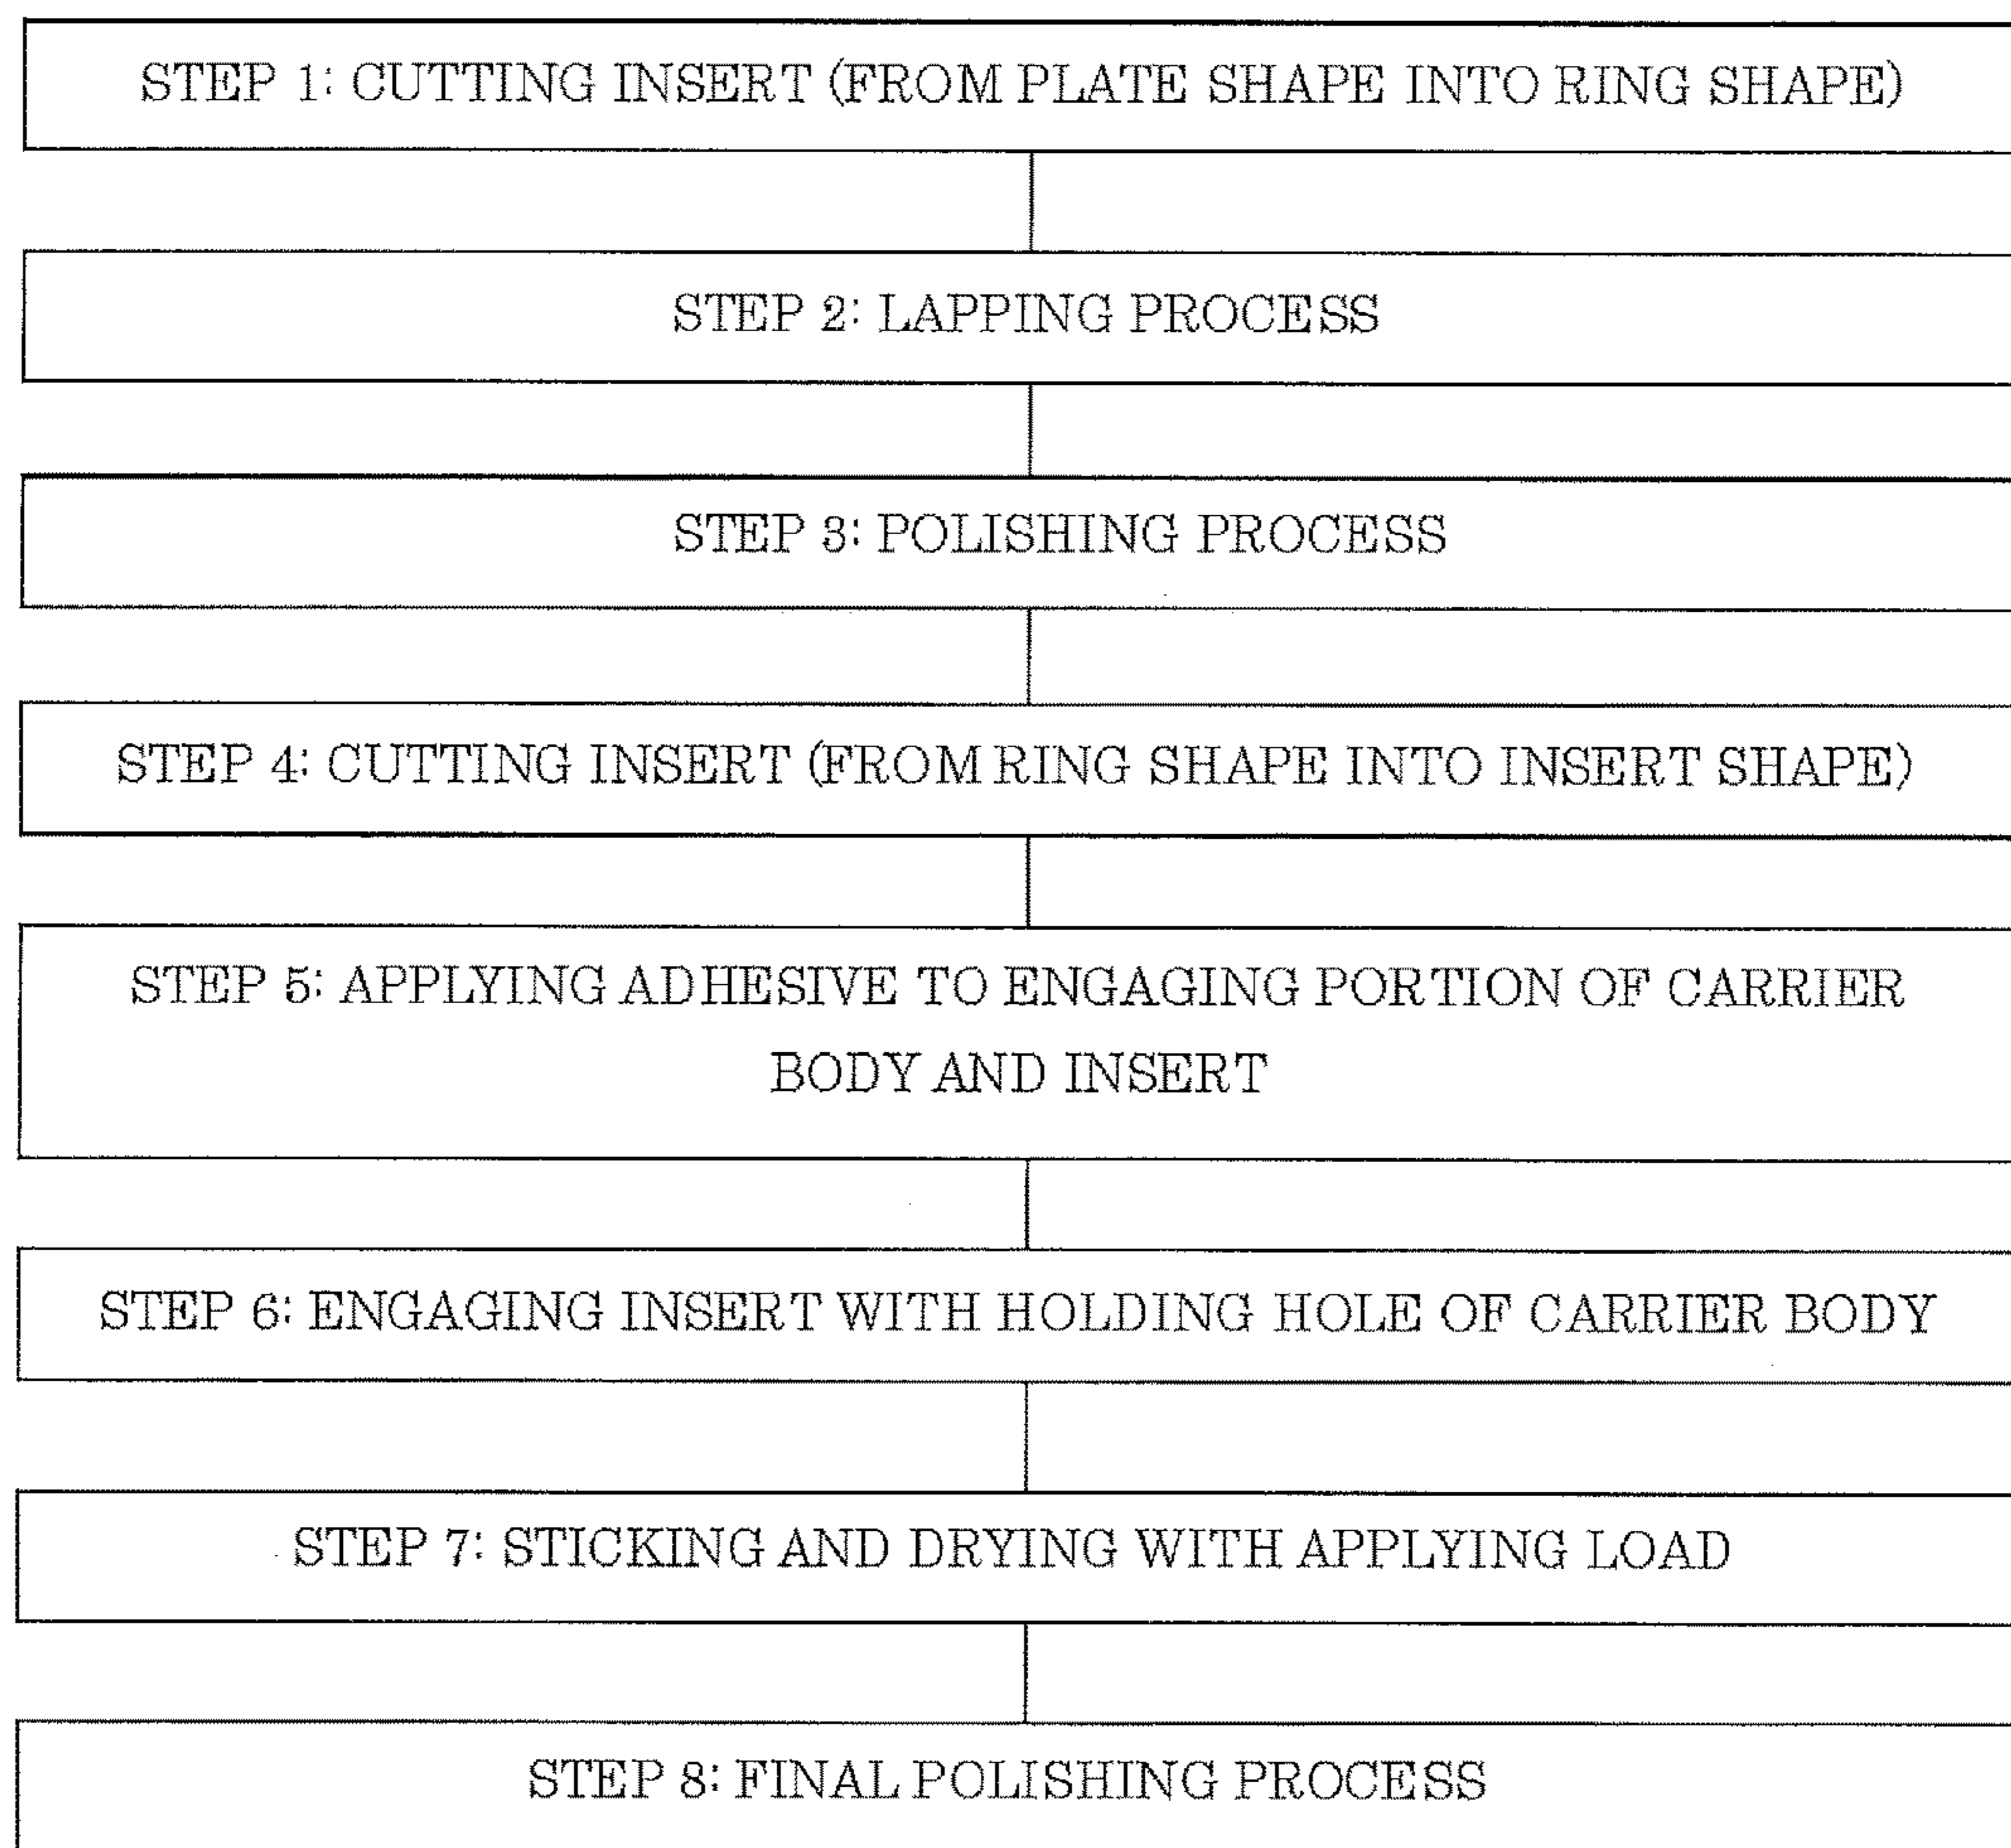 STEP 1: CUTTING INSERT (FROM PLATE SHAPE INTO RING SHAPE)
STEP 2: LAPPING PROCESS
STEP 3: POLISHING PROCESS
STEP 4: CUTTING INSERT (FROM RING SHAPE INTO INSERT SHAPE)
STEP 5: APPLYING ADHESIVE TO ENGAGING PORTION OF CARRIER
BODY AND INSERT
STEP 6: ENGAGING INSERT WITH HOLDING HOLE OF CARRIER BODY
STEP 7: STICKING AND DRYING WITH APPLYING LOAD
STEP 8: FINAL POLISHING PROCESS